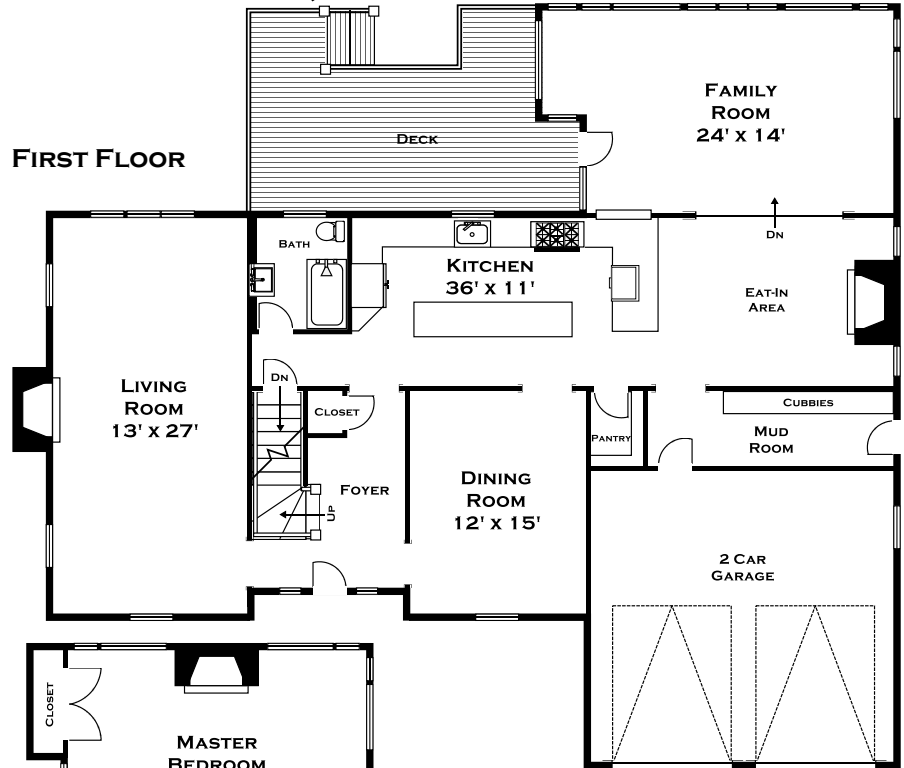 FAMILY
ROOM
24' X 14'
DECK
FIRST FLOOR
DN
BATH
KITCHEN
36' X 11'
EAT-IN
AREA
LIVING
ROOM
13' X 27'
DN
CLOSET
CUBBIES
PANTRY
MUD
ROOM
FOYER
DINING
ROOM
12' X 15'
UP
2 CAR
GARAGE
CLOSET
MASTER
BEDROOM